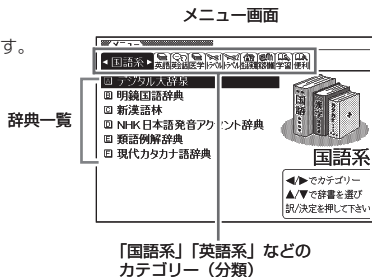 メニュー画面
す。
メニュー
国語系
デジタル大辞泉
明鏡国語辞典
新漢語林
NHK日本語発音アクセント辞典
類語例解辞典
現代カタカナ語辞典
辞典一覧
国語系
◀/▶でカテゴリー
▲/▼で辞書を選び
訳/決定を押して下さい
「国語系」「英語系」などの
カテゴリー(分類)